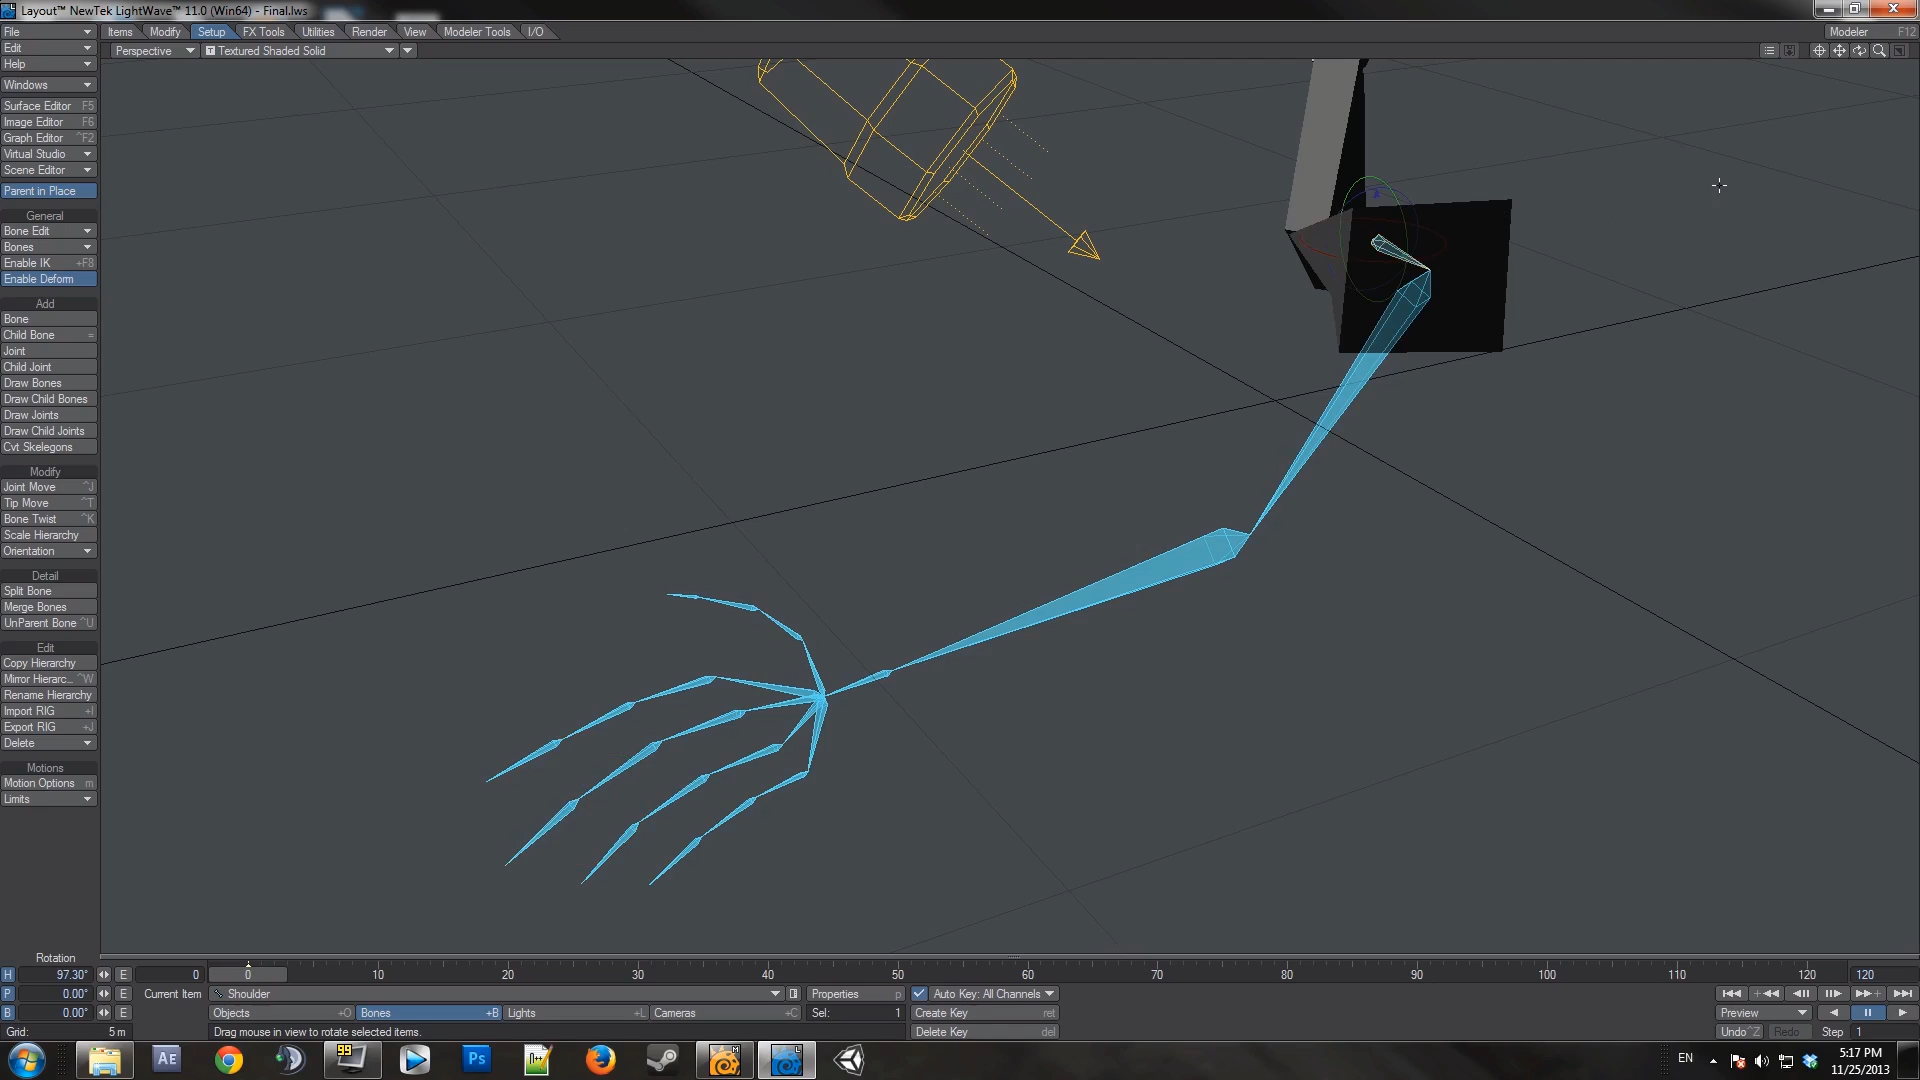 Layout™ NewTek LightWave™ 11.0 (Win64) - Final.lws
File Items Modify Setup FX Tools Utilities Render View Modeler Tools I/O Modeler F12
Edit Perspective T Textured Shaded Solid
Help
Windows
Surface Editor F5
Image Editor F6
Graph Editor ^F2
Virtual Studio
Scene Editor
Parent in Place
General
Bone Edit
Bones
Enable IK +F8
Enable Deform
Add
Bone
Child Bone =
Joint
Child Joint
Draw Bones
Draw Child Bones
Draw Joints
Draw Child Joints
Cvt Skelegons
Modify
Joint Move ^J
Tip Move ^T
Bone Twist ^K
Scale Hierarchy
Orientation
Detail
Split Bone
Merge Bones
UnParent Bone ^U
Edit
Copy Hierarchy
Mirror Hierarc... ^W
Rename Hierarchy
Import RIG +I
Export RIG +J
Delete
Motions
Motion Options m
Limits
Rotation
H 97.30° E 0 0 10 20 30 40 50 60 70 80 90 100 110 120 120
P 0.00° E Current Item Shoulder Properties p Auto Key: All Channels
B 0.00° E Objects +O Bones +B Lights +L Cameras +C Sel: 1 Create Key ret Preview
Grid: 5 m Drag mouse in view to rotate selected items. Delete Key del Undo ^Z Redo Step 1
Ae 99 Ps n++ M L EN 5:17 PM
11/25/2013